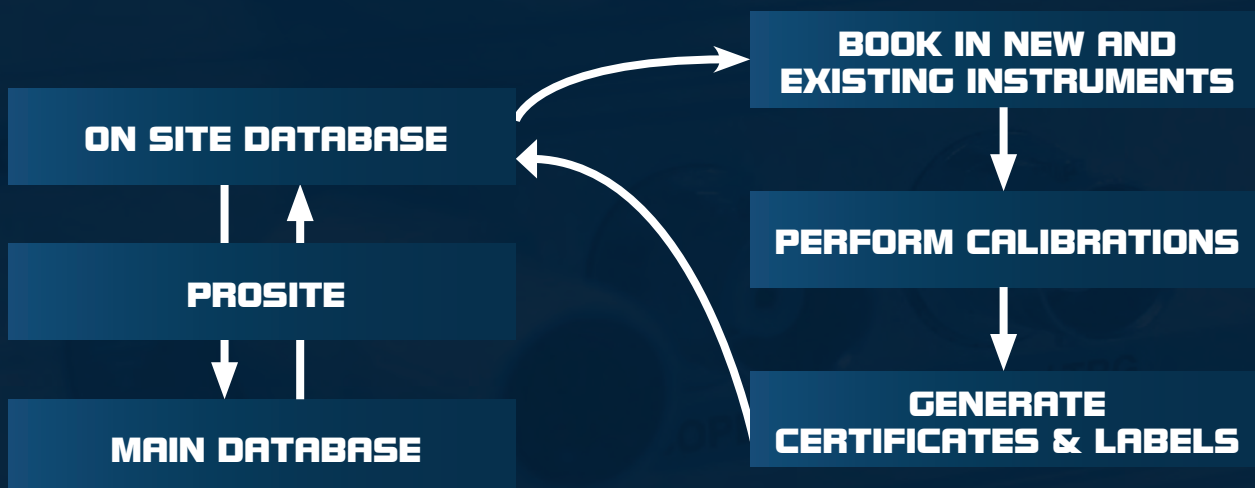 ON SITE DATABASE
PROSITE
MAIN DATABASE
BOOK IN NEW AND
EXISTING INSTRUMENTS
PERFORM CALIBRATIONS
GENERATE
CERTIFICATES & LABELS